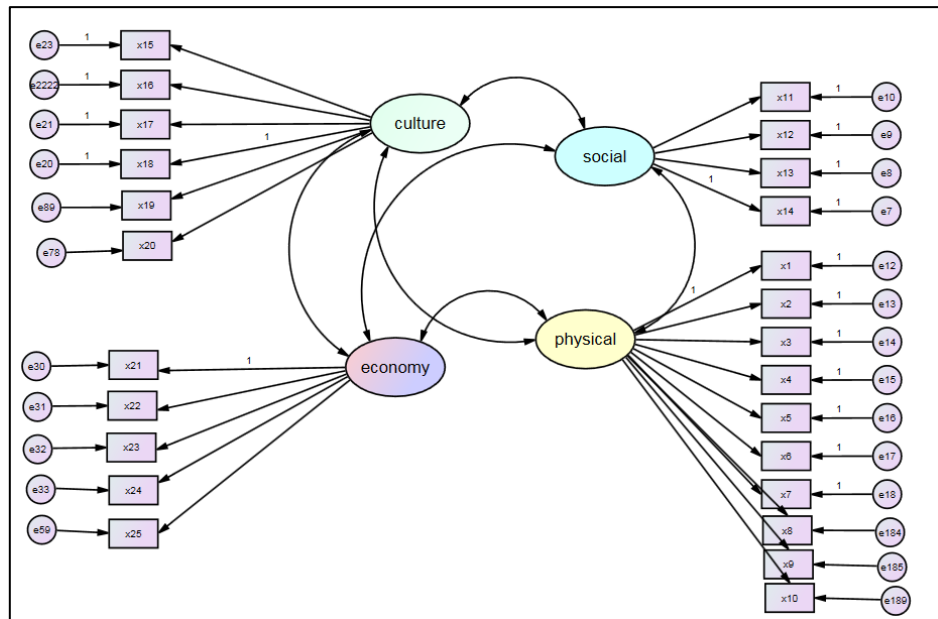 e23 1 x15
e2222 1 x16
e21 1 x17
e20 1 x18
1
e89 x19
e78 x20
culture
social
x11 1 e10
x12 1 e9
x13 1 e8
1 x14 1 e7
economy
physical
1 x1 1 e12
x2 1 e13
x3 1 e14
x4 1 e15
x5 1 e16
x6 1 e17
x7 1 e18
x8 e184
x9 e185
x10 e189
e30 x21 1
e31 x22
e32 x23
e33 x24
e59 x25